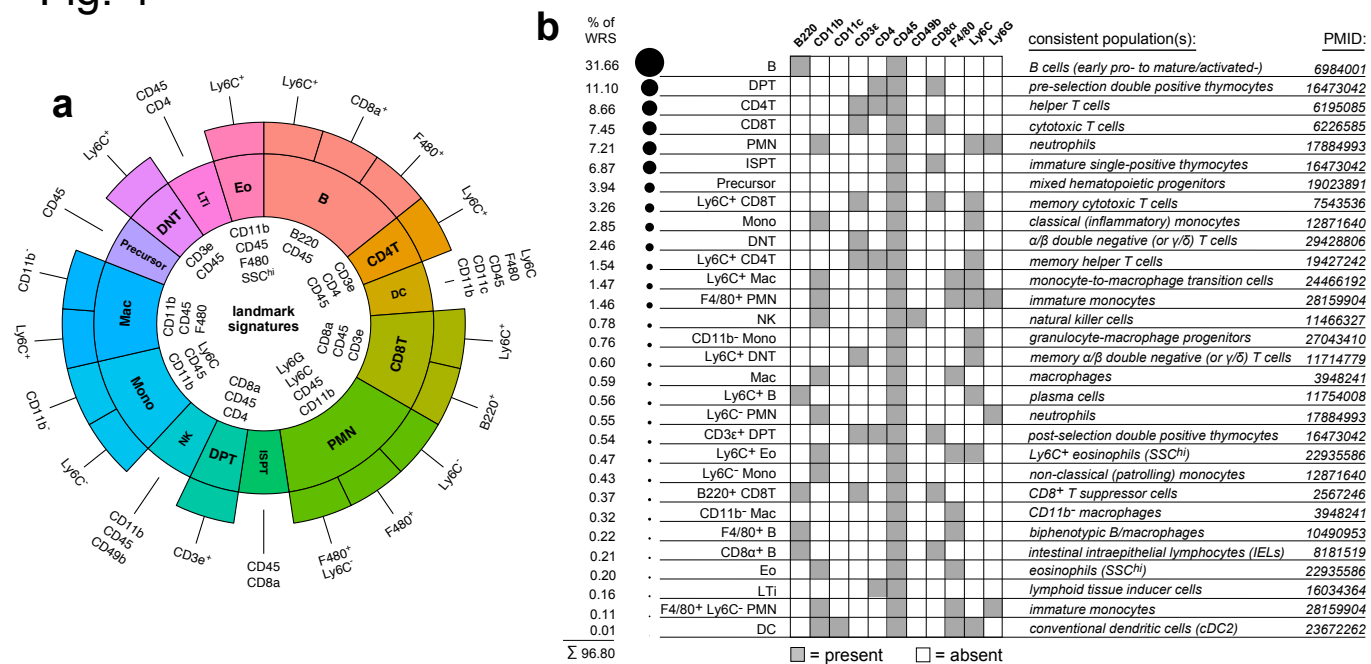 Fig. 4
a
CD45
CD4
Ly6C+
Ly6C+
CD8a+
F480+
Ly6C+
Ly6C
F480
CD45
CD11c
CD11b
Ly6C+
B220+
Ly6C-
F480+
F480+
Ly6C-
CD45
CD8a
CD3e+
CD11b
CD45
CD49b
Ly6C-
CD11b-
Ly6C+
CD11b-
CD45
Ly6C+
B
CD4T
DC
CD8T
PMN
ISPT
DPT
NK
Mono
Mac
Precursor
DNT
LTi
Eo
CD11b
CD45
F480
SSChi
B220
CD45
CD3e
CD4
CD45
CD3e
CD45
CD8a
Ly6G
Ly6C
CD45
CD11b
CD8a
CD45
CD4
Ly6C
CD45
CD11b
CD11b
CD45
F480
CD3e
CD45
landmark
signatures
b
% of
WRS
B220 CD11b CD11c CD3ε CD4 CD45 CD49b CD8α F4/80 Ly6C Ly6G
consistent population(s): PMID:
31.66 B B cells (early pro- to mature/activated-) 6984001
11.10 DPT pre-selection double positive thymocytes 16473042
8.66 CD4T helper T cells 6195085
7.45 CD8T cytotoxic T cells 6226585
7.21 PMN neutrophils 17884993
6.87 ISPT immature single-positive thymocytes 16473042
3.94 Precursor mixed hematopoietic progenitors 19023891
3.26 Ly6C+ CD8T memory cytotoxic T cells 7543536
2.85 Mono classical (inflammatory) monocytes 12871640
2.46 DNT α/β double negative (or γ/δ) T cells 29428806
1.54 Ly6C+ CD4T memory helper T cells 19427242
1.47 Ly6C+ Mac monocyte-to-macrophage transition cells 24466192
1.46 F4/80+ PMN immature monocytes 28159904
0.78 NK natural killer cells 11466327
0.76 CD11b- Mono granulocyte-macrophage progenitors 27043410
0.60 Ly6C+ DNT memory α/β double negative (or γ/δ) T cells 11714779
0.59 Mac macrophages 3948241
0.56 Ly6C+ B plasma cells 11754008
0.55 Ly6C- PMN neutrophils 17884993
0.54 CD3ε+ DPT post-selection double positive thymocytes 16473042
0.47 Ly6C+ Eo Ly6C+ eosinophils (SSChi) 22935586
0.43 Ly6C- Mono non-classical (patrolling) monocytes 12871640
0.37 B220+ CD8T CD8+ T suppressor cells 2567246
0.32 CD11b- Mac CD11b- macrophages 3948241
0.22 F4/80+ B biphenotypic B/macrophages 10490953
0.21 CD8α+ B intestinal intraepithelial lymphocytes (IELs) 8181519
0.20 Eo eosinophils (SSChi) 22935586
0.16 LTi lymphoid tissue inducer cells 16034364
0.11 F4/80+ Ly6C- PMN immature monocytes 28159904
0.01 DC conventional dendritic cells (cDC2) 23672262
Σ 96.80
= present = absent